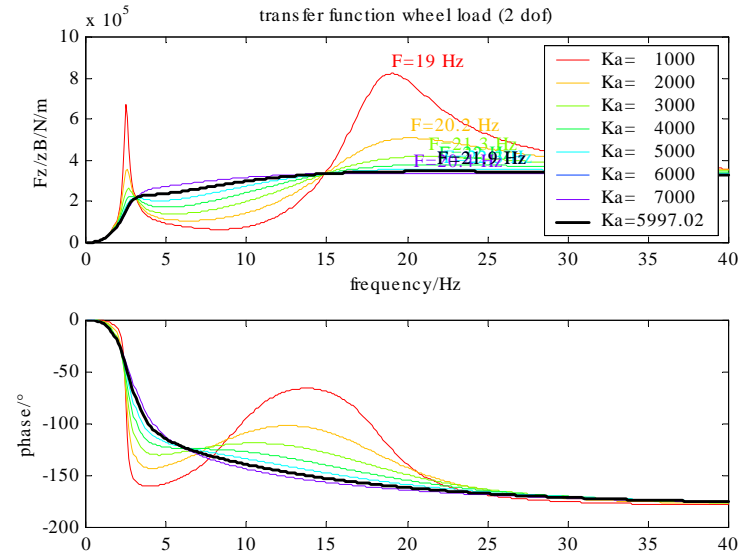 transfer function wheel load (2 dof)
x 10⁵
10
8
6
4
2
0
Fz/zB/N/m
F=19 Hz
F=20.2 Hz
F=21.3 Hz
F=21.9 Hz
Ka= 1000
Ka= 2000
Ka= 3000
Ka= 4000
Ka= 5000
Ka= 6000
Ka= 7000
Ka=5997.02
0 5 10 15 20 25 30 35 40
frequency/Hz
0
-50
-100
-150
-200
phase/°
0 5 10 15 20 25 30 35 40